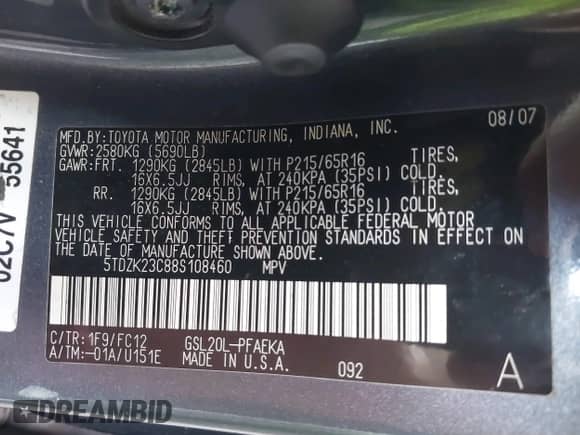 02C7V 55641
08/07
MFD.BY:TOYOTA MOTOR MANUFACTURING, INDIANA, INC.
GVWR:2580KG (5690LB)
GAWR:FRT. 1290KG (2845LB) WITH P215/65R16 TIRES,
16X6.5JJ RIMS, AT 240KPA (35PSI) COLD.
RR. 1290KG (2845LB) WITH P215/65R16 TIRES,
16X6.5JJ RIMS, AT 240KPA (35PSI) COLD.
THIS VEHICLE CONFORMS TO ALL APPLICABLE FEDERAL MOTOR
VEHICLE SAFETY AND THEFT PREVENTION STANDARDS IN EFFECT ON
THE DATE OF MANUFACTURE SHOWN ABOVE.
5TDZK23C88S108460 MPV
C/TR:1F9/FC12 GSL20L-PFAEKA
A/TM:-01A/U151E MADE IN U.S.A. 092 A
DREAMBID